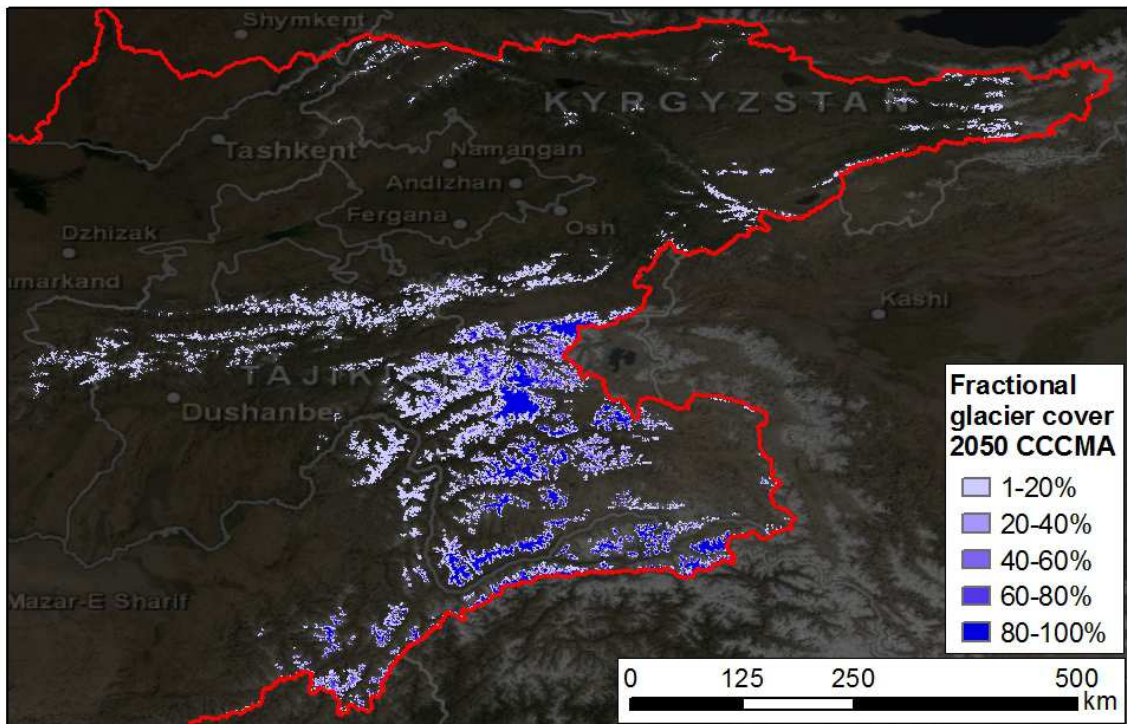 Shymkent
KYRGYZSTAN
Tashkent
Namangan
Andizhan
Fergana
Osh
Dzhizak
markand
Kashi
TAJIKI
Dushanbe
Mazar-E Sharif
Fractional
glacier cover
2050 CCCMA
1-20%
20-40%
40-60%
60-80%
80-100%
0 125 250 500
km